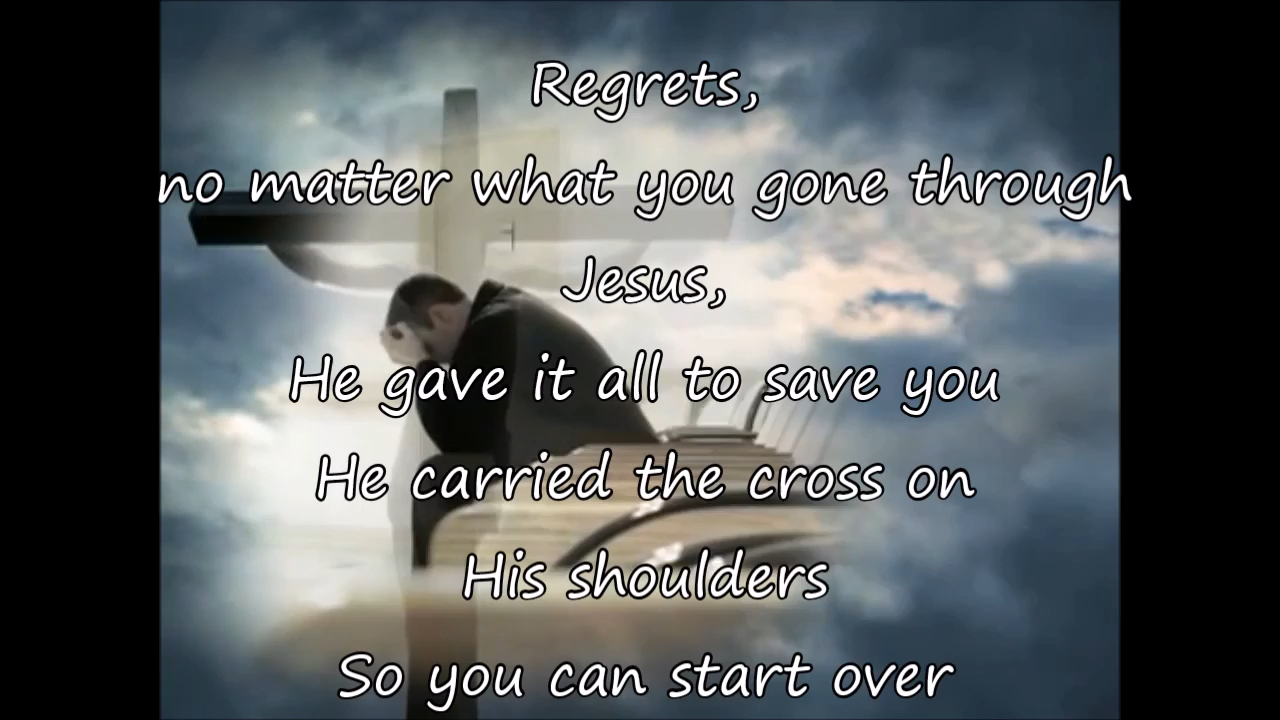 Regrets,
no matter what you gone through
Jesus,
He gave it all to save you
He carried the cross on
His shoulders
So you can start over